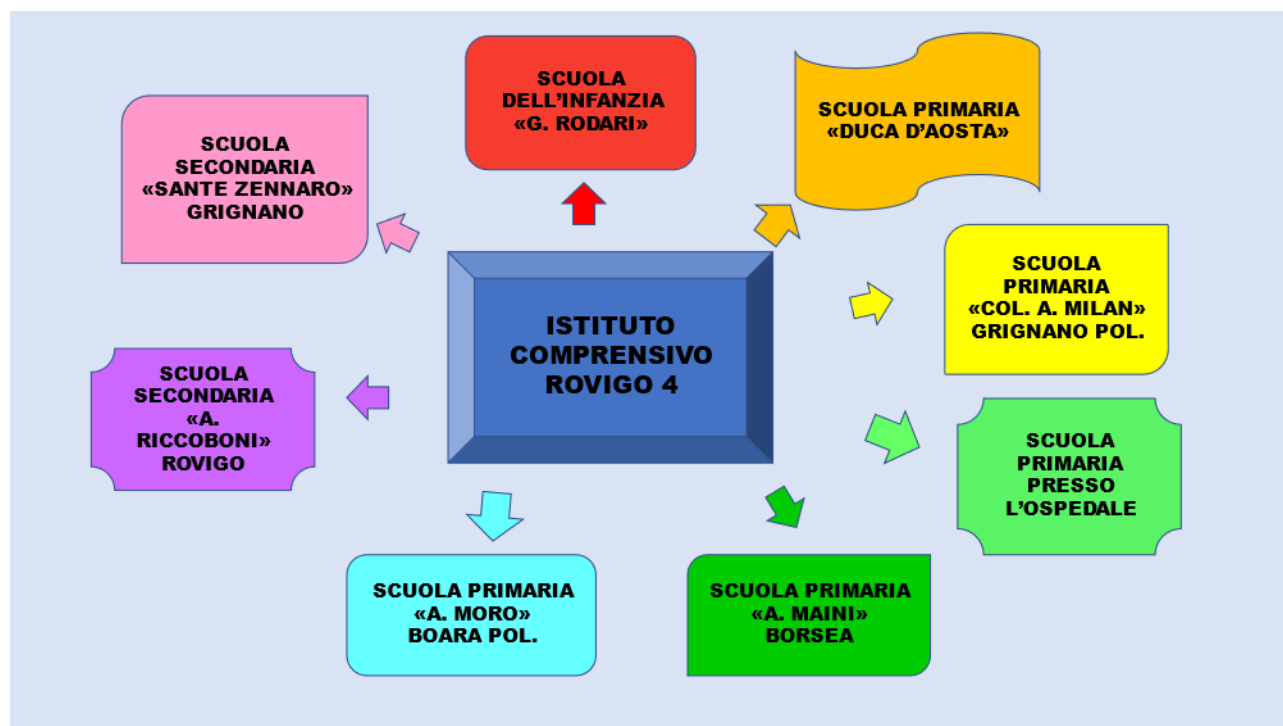 SCUOLA
DELL'INFANZIA
«G. RODARI»
SCUOLA PRIMARIA
«DUCA D'AOSTA»
SCUOLA
SECONDARIA
«SANTE ZENNARO»
GRIGNANO
SCUOLA
PRIMARIA
«COL. A. MILAN»
GRIGNANO POL.
ISTITUTO
COMPRENSIVO
ROVIGO 4
SCUOLA
SECONDARIA
«A.
RICCOBONI»
ROVIGO
SCUOLA
PRIMARIA
PRESSO
L'OSPEDALE
SCUOLA PRIMARIA
«A. MORO»
BOARA POL.
SCUOLA PRIMARIA
«A. MAINI»
BORSEA